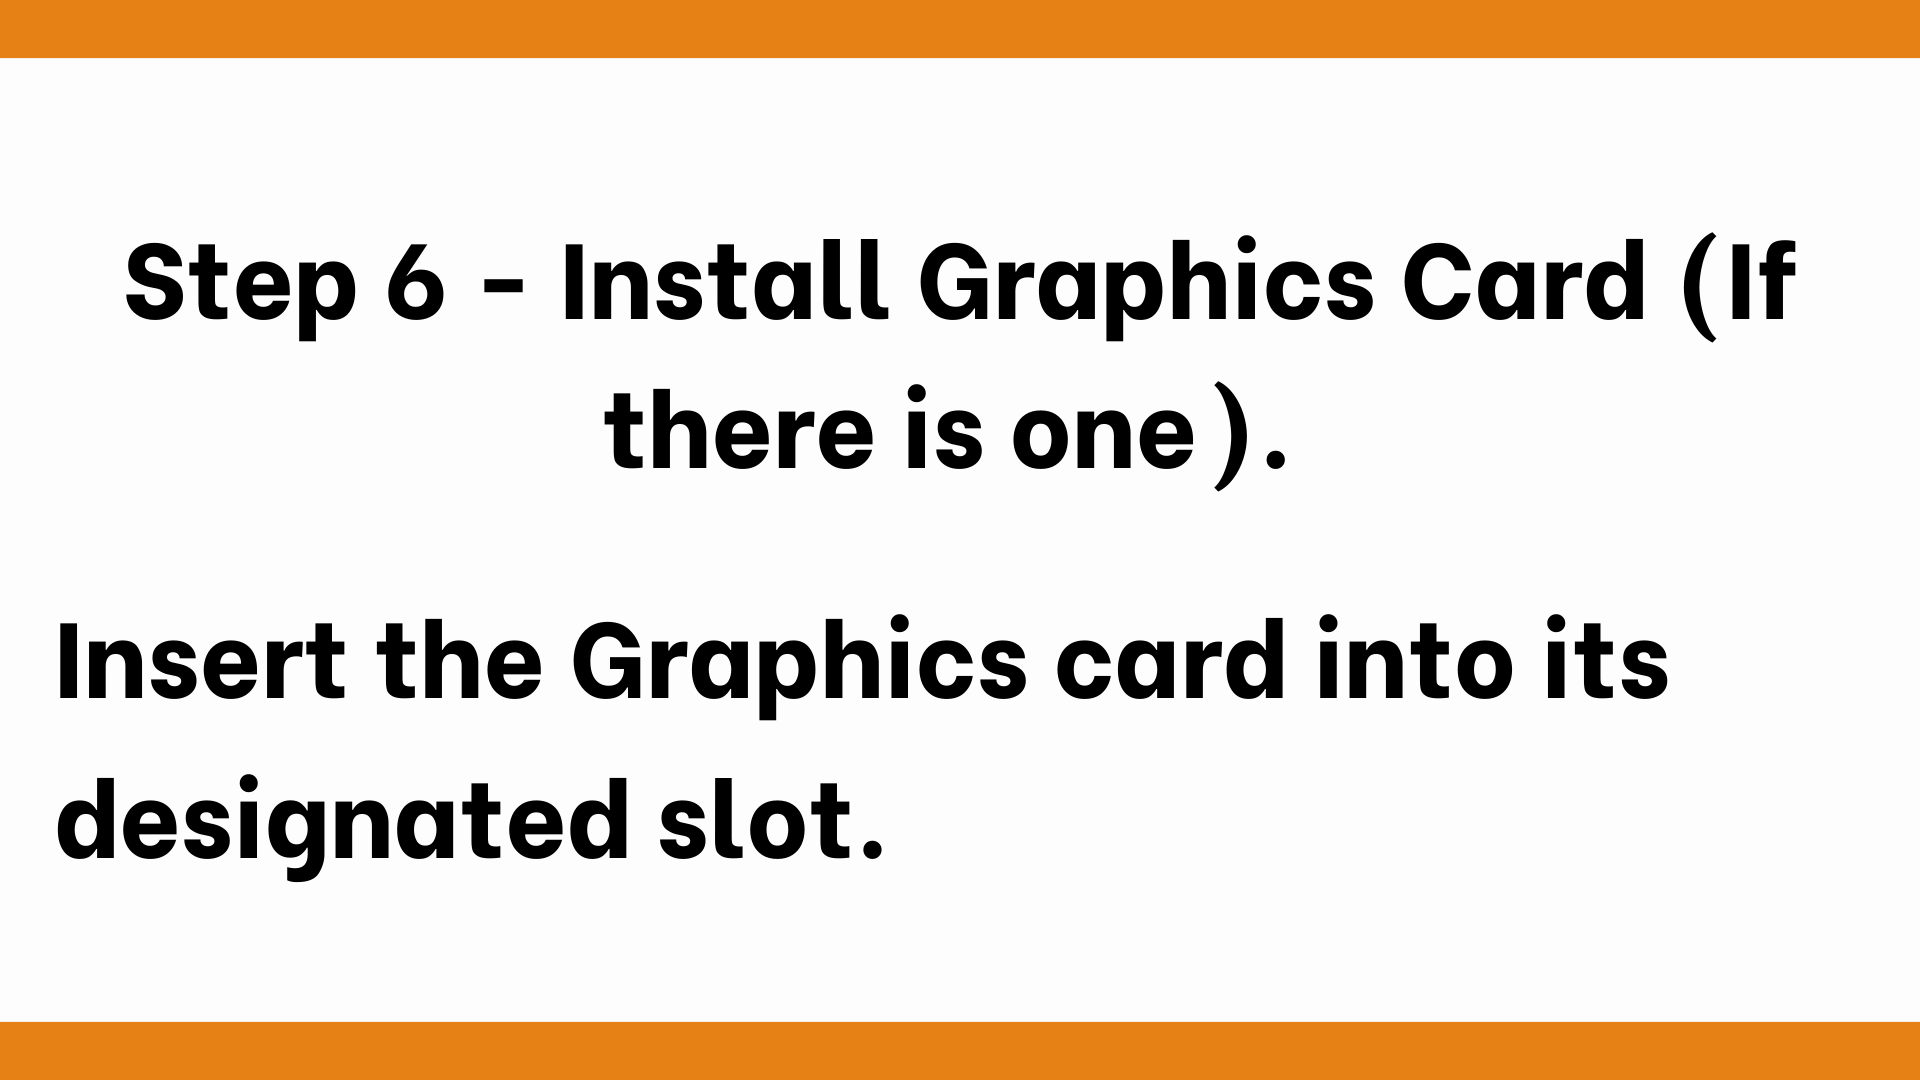 Step 6 - Install Graphics Card (If
there is one).
Insert the Graphics card into its
designated slot.